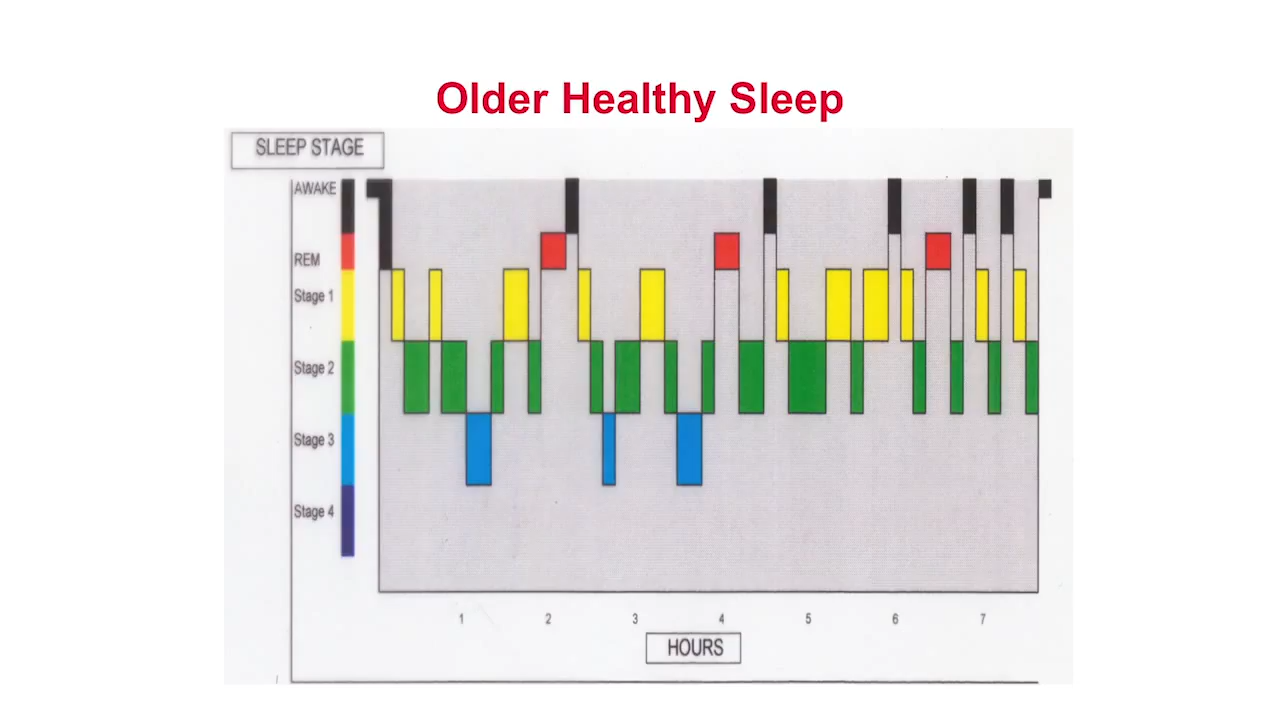 Older Healthy Sleep
SLEEP STAGE
AWAKE
REM
Stage 1
Stage 2
Stage 3
Stage 4
1 2 3 4 5 6 7
HOURS